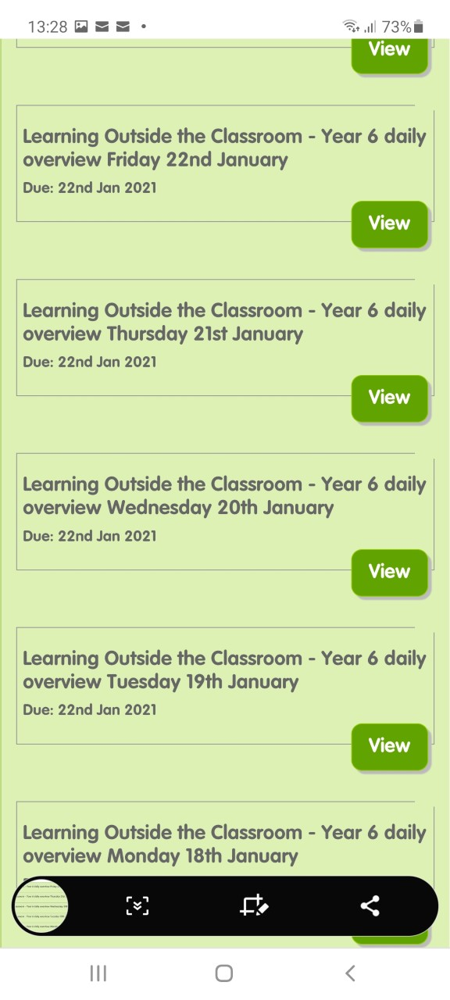 13:28
73%
View
Learning Outside the Classroom - Year 6 daily
overview Friday 22nd January
Due: 22nd Jan 2021
View
Learning Outside the Classroom - Year 6 daily
overview Thursday 21st January
Due: 22nd Jan 2021
View
Learning Outside the Classroom - Year 6 daily
overview Wednesday 20th January
Due: 22nd Jan 2021
View
Learning Outside the Classroom - Year 6 daily
overview Tuesday 19th January
Due: 22nd Jan 2021
View
Learning Outside the Classroom - Year 6 daily
overview Monday 18th January